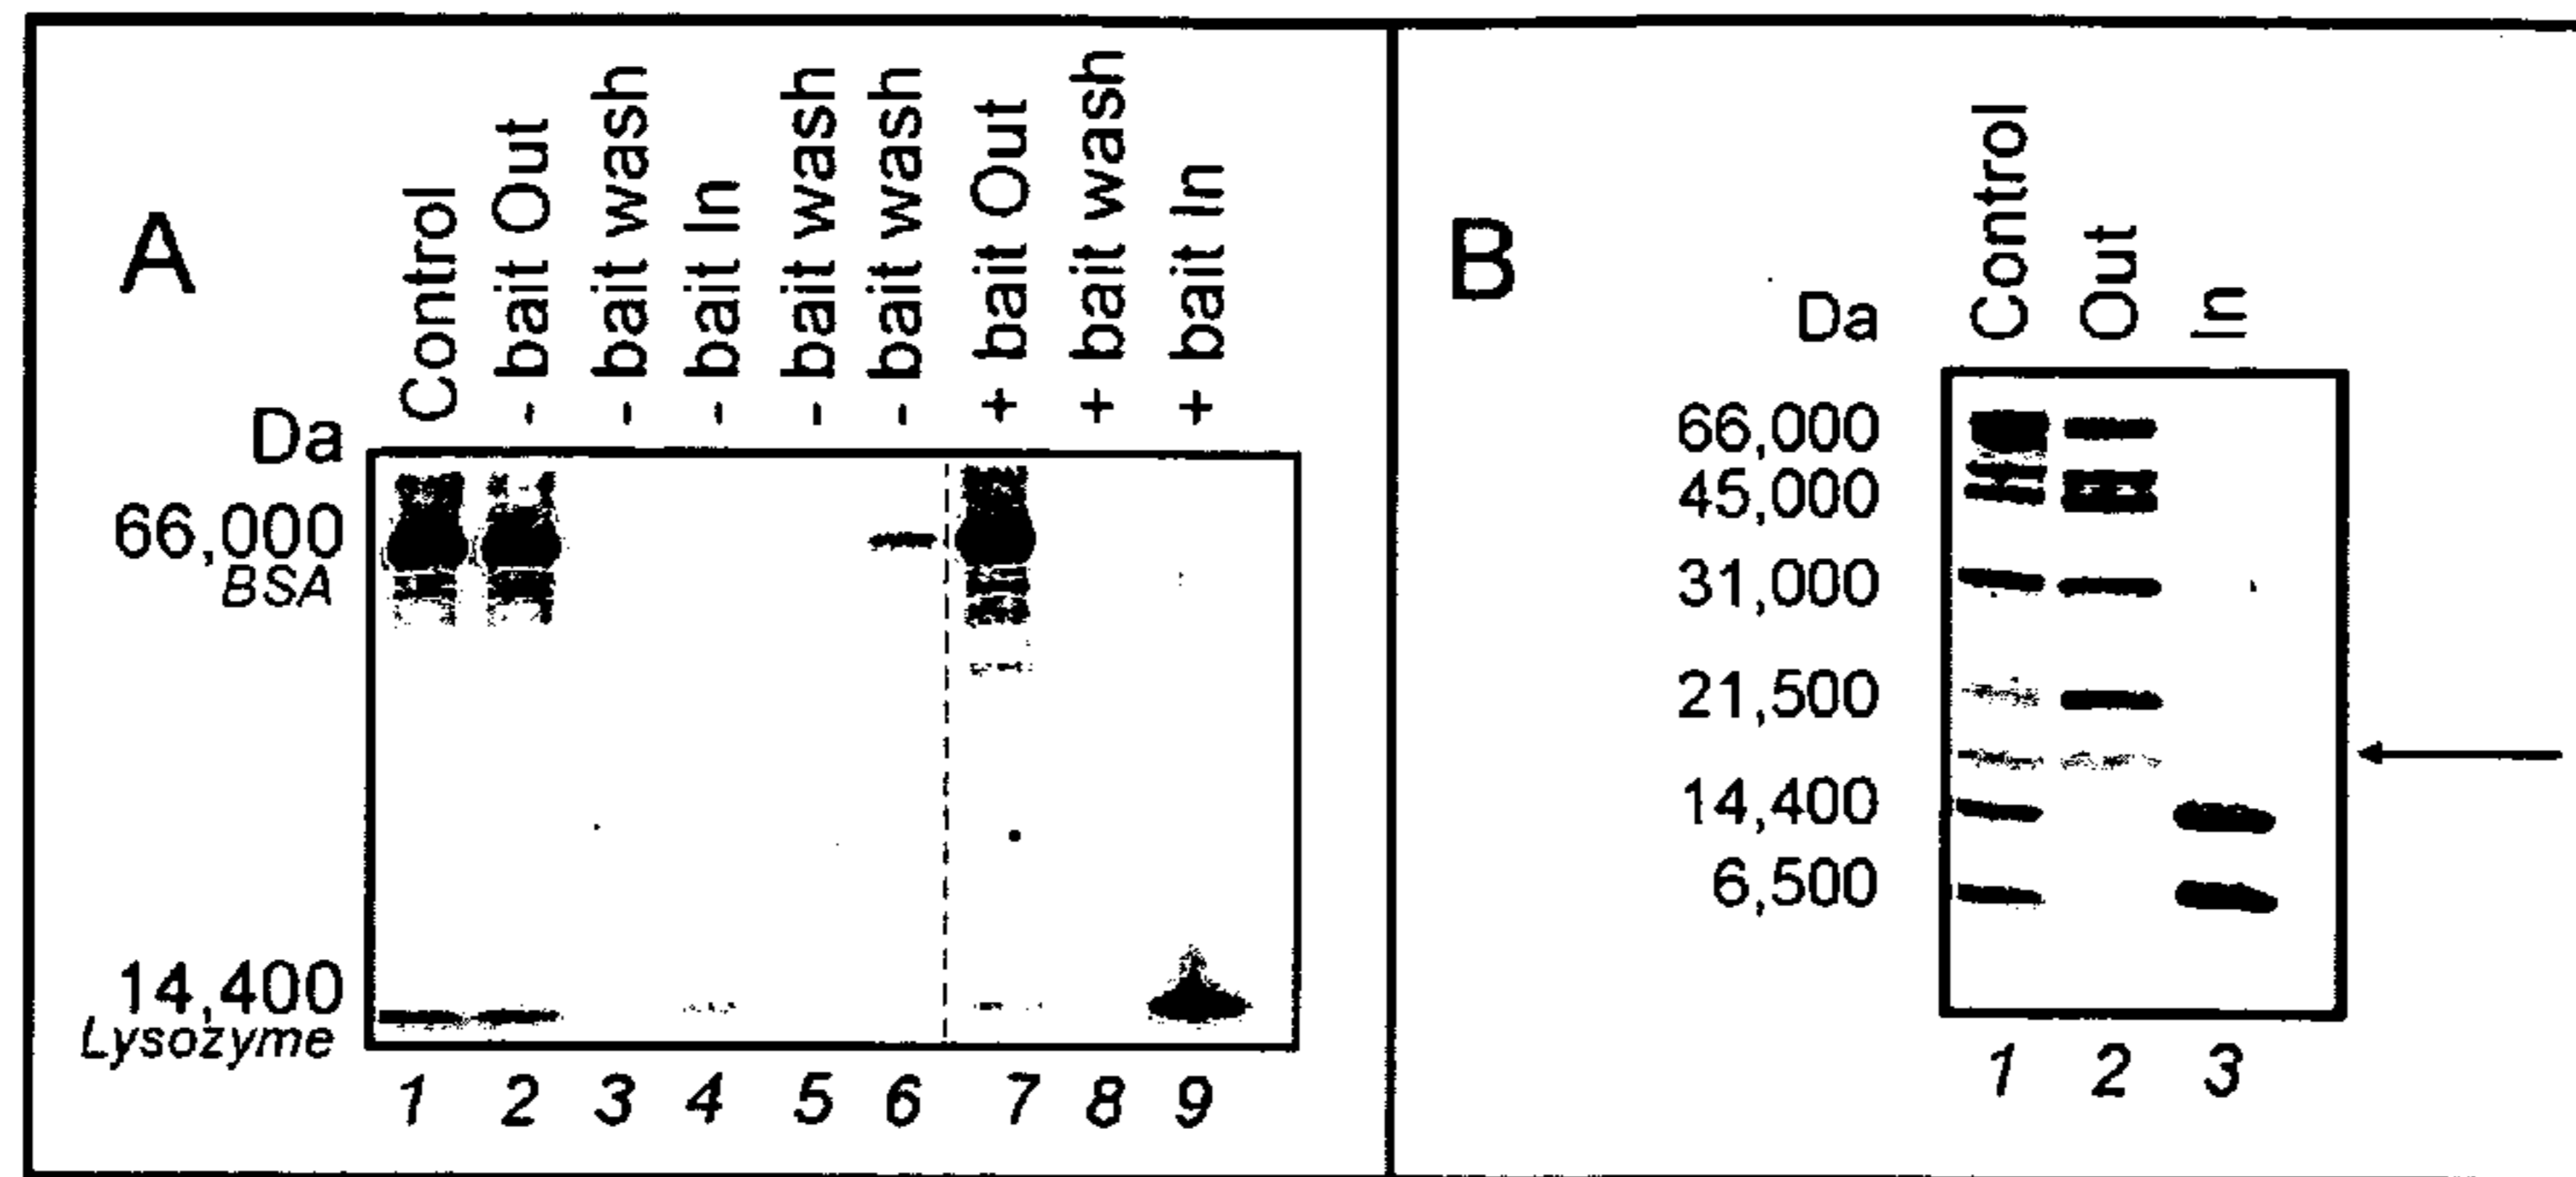 A
Control
- bait Out
- bait wash
- bait In
- bait wash
- bait wash
+ bait Out
+ bait wash
+ bait In
Da
66,000
BSA
14,400
Lysozyme
1 2 3 4 5 6 7 8 9
B
Control
Out
In
Da
66,000
45,000
31,000
21,500
14,400
6,500
1 2 3